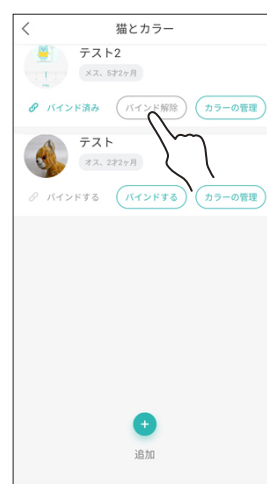 猫とカラー
テスト2
メス、5才2ヶ月
バインド済み バインド解除 カラーの管理
テスト
オス、2才2ヶ月
バインドする バインドする カラーの管理
追加